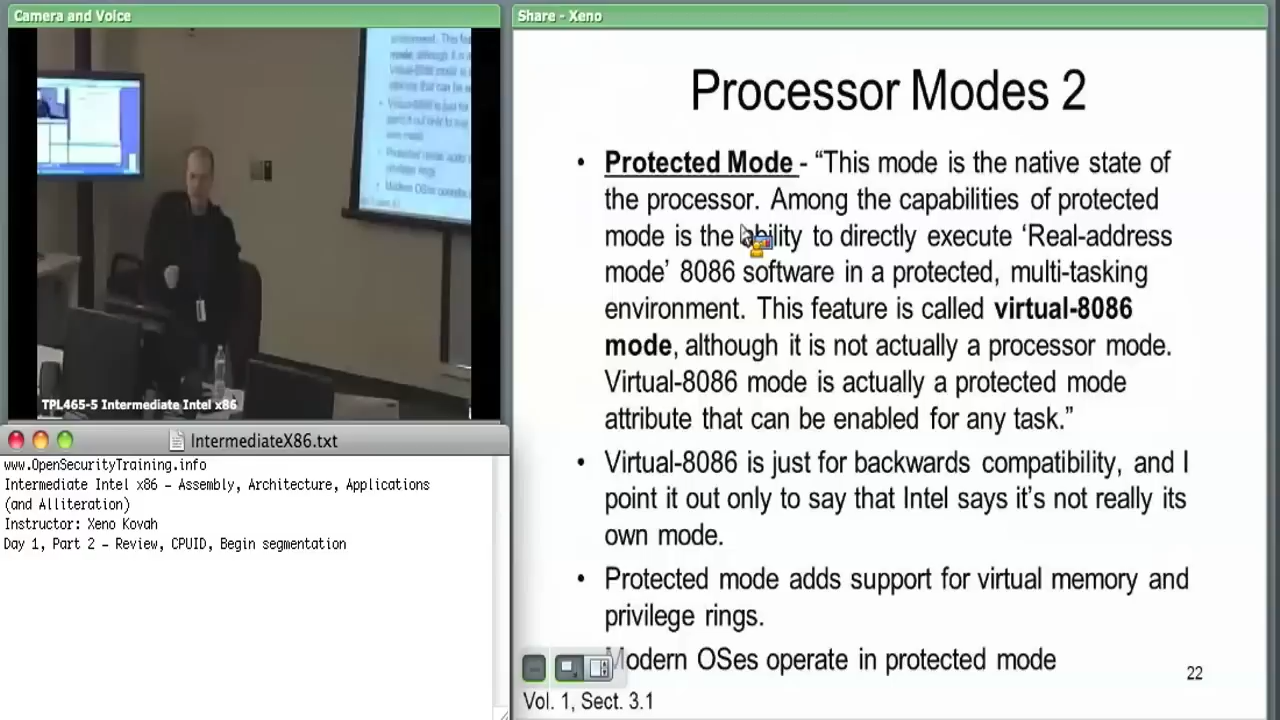 Camera and Voice
TPL465-5 Intermediate Intel x86
IntermediateX86.txt
www.OpenSecurityTraining.info
Intermediate Intel x86 – Assembly, Architecture, Applications
(and Alliteration)
Instructor: Xeno Kovah
Day 1, Part 2 – Review, CPUID, Begin segmentation
Share - Xeno
Processor Modes 2
• Protected Mode - “This mode is the native state of
the processor. Among the capabilities of protected
mode is the ability to directly execute ‘Real-address
mode’ 8086 software in a protected, multi-tasking
environment. This feature is called virtual-8086
mode, although it is not actually a processor mode.
Virtual-8086 mode is actually a protected mode
attribute that can be enabled for any task.”
• Virtual-8086 is just for backwards compatibility, and I
point it out only to say that Intel says it’s not really its
own mode.
• Protected mode adds support for virtual memory and
privilege rings.
Modern OSes operate in protected mode
22
Vol. 1, Sect. 3.1